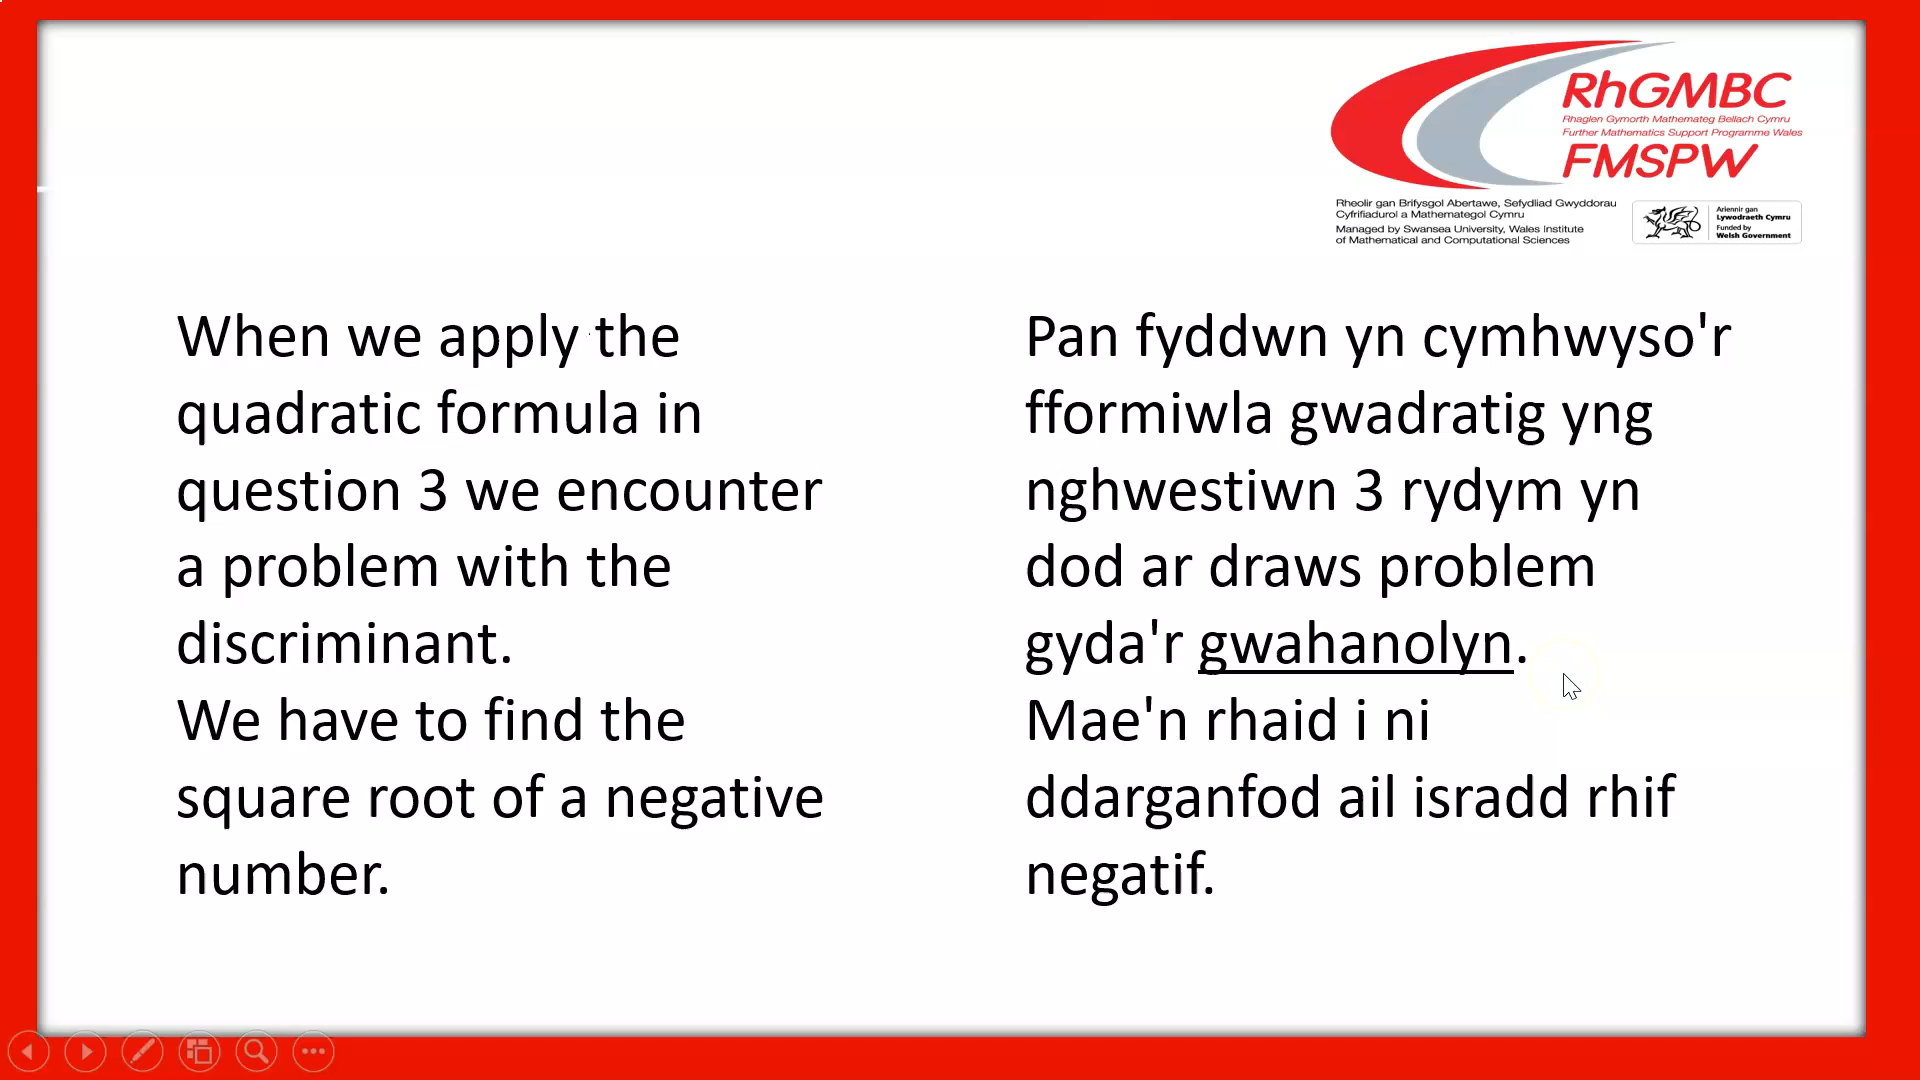 RhGMBC
Rhaglen Gymorth Mathemateg Bellach Cymru
Further Mathematics Support Programme Wales
FMSPW
Rheolir gan Brifysgol Abertawe, Sefydliad Gwyddorau
Cyfrifiadurol a Mathemategol Cymru
Managed by Swansea University, Wales Institute
of Mathematical and Computational Sciences
Ariennir gan
Lywodraeth Cymru
Funded by
Welsh Government
When we apply the
quadratic formula in
question 3 we encounter
a problem with the
discriminant.
We have to find the
square root of a negative
number.
Pan fyddwn yn cymhwyso'r
fformiwla gwadratig yng
nghwestiwn 3 rydym yn
dod ar draws problem
gyda'r gwahanolyn.
Mae'n rhaid i ni
ddarganfod ail isradd rhif
negatif.